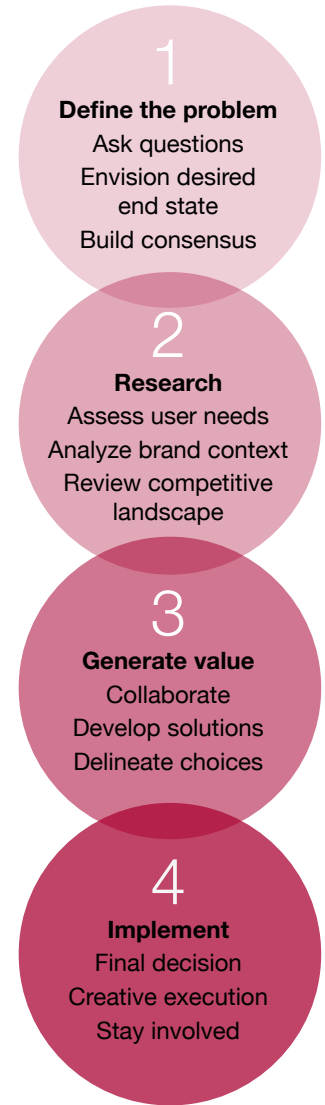 1
Define the problem
Ask questions
Envision desired
end state
Build consensus
2
Research
Assess user needs
Analyze brand context
Review competitive
landscape
3
Generate value
Collaborate
Develop solutions
Delineate choices
4
Implement
Final decision
Creative execution
Stay involved